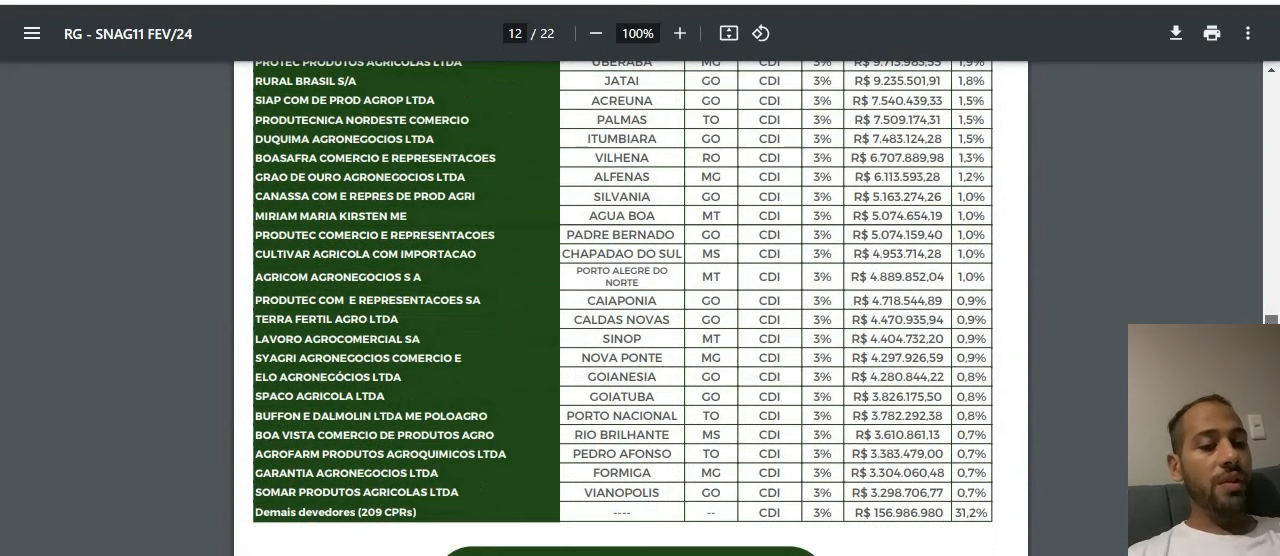 RG - SNAG11 FEV/24
12 / 22
100%
PROTEC PRODUTOS AGRICOLAS LTDA UBERABA MG CDI 3% R$ 9.713.983,55 1,9%
RURAL BRASIL S/A JATAI GO CDI 3% R$ 9.235.501,91 1,8%
SIAP COM DE PROD AGROP LTDA ACREUNA GO CDI 3% R$ 7.540.439,33 1,5%
PRODUTECNICA NORDESTE COMERCIO PALMAS TO CDI 3% R$ 7.509.174,31 1,5%
DUQUIMA AGRONEGOCIOS LTDA ITUMBIARA GO CDI 3% R$ 7.483.124,28 1,5%
BOASAFRA COMERCIO E REPRESENTACOES VILHENA RO CDI 3% R$ 6.707.889,98 1,3%
GRAO DE OURO AGRONEGOCIOS LTDA ALFENAS MG CDI 3% R$ 6.113.593,28 1,2%
CANASSA COM E REPRES DE PROD AGRI SILVANIA GO CDI 3% R$ 5.163.274,26 1,0%
MIRIAM MARIA KIRSTEN ME AGUA BOA MT CDI 3% R$ 5.074.654,19 1,0%
PRODUTEC COMERCIO E REPRESENTACOES PADRE BERNADO GO CDI 3% R$ 5.074.159,40 1,0%
CULTIVAR AGRICOLA COM IMPORTACAO CHAPADAO DO SUL MS CDI 3% R$ 4.953.714,28 1,0%
AGRICOM AGRONEGOCIOS S A PORTO ALEGRE DO NORTE MT CDI 3% R$ 4.889.852,04 1,0%
PRODUTEC COM E REPRESENTACOES SA CAIAPONIA GO CDI 3% R$ 4.718.544,89 0,9%
TERRA FERTIL AGRO LTDA CALDAS NOVAS GO CDI 3% R$ 4.470.935,94 0,9%
LAVORO AGROCOMERCIAL SA SINOP MT CDI 3% R$ 4.404.732,20 0,9%
SYAGRI AGRONEGOCIOS COMERCIO E NOVA PONTE MG CDI 3% R$ 4.297.926,59 0,9%
ELO AGRONEGÓCIOS LTDA GOIANESIA GO CDI 3% R$ 4.280.844,22 0,8%
SPACO AGRICOLA LTDA GOIATUBA GO CDI 3% R$ 3.826.175,50 0,8%
BUFFON E DALMOLIN LTDA ME POLOAGRO PORTO NACIONAL TO CDI 3% R$ 3.782.292,38 0,8%
BOA VISTA COMERCIO DE PRODUTOS AGRO RIO BRILHANTE MS CDI 3% R$ 3.610.861,13 0,7%
AGROFARM PRODUTOS AGROQUIMICOS LTDA PEDRO AFONSO TO CDI 3% R$ 3.383.479,00 0,7%
GARANTIA AGRONEGOCIOS LTDA FORMIGA MG CDI 3% R$ 3.304.060,48 0,7%
SOMAR PRODUTOS AGRICOLAS LTDA VIANOPOLIS GO CDI 3% R$ 3.298.706,77 0,7%
Demais devedores (209 CPRs) ---- -- CDI 3% R$ 156.986.980 31,2%